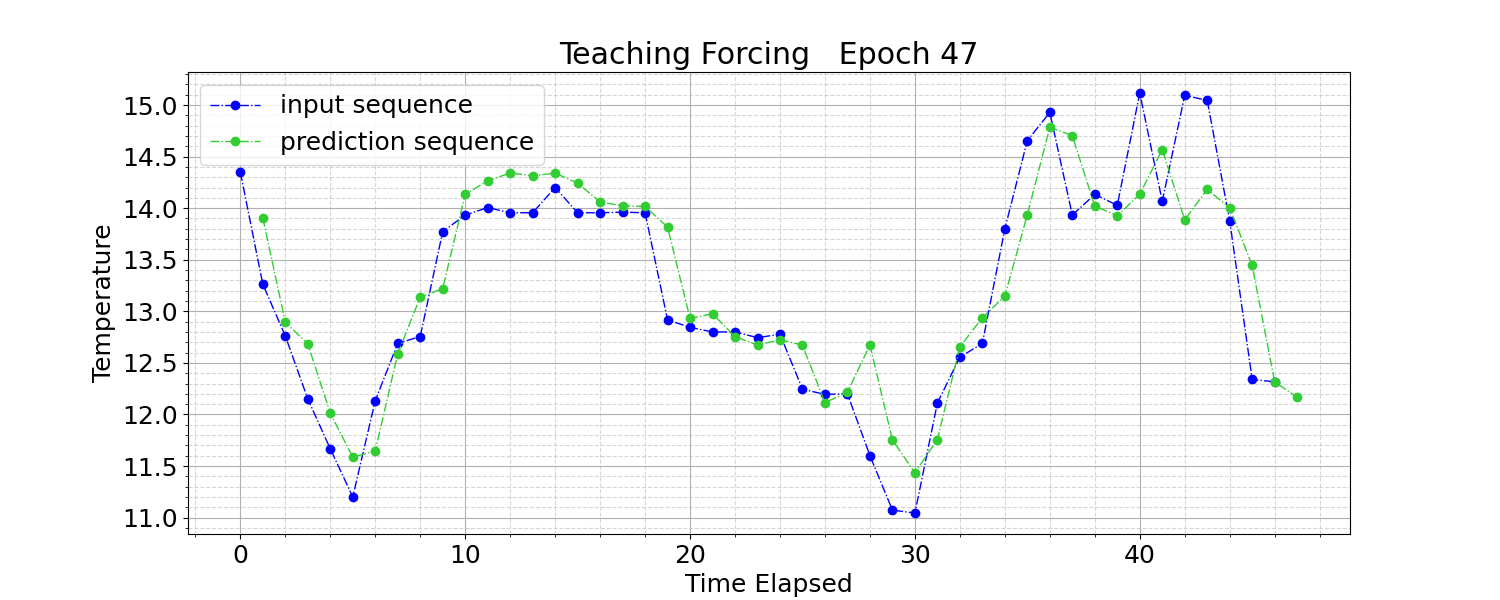 Teaching Forcing   Epoch 47
input sequence
prediction sequence
15.0
14.5
14.0
13.5
13.0
12.5
12.0
11.5
11.0
Temperature
0 10 20 30 40
Time Elapsed